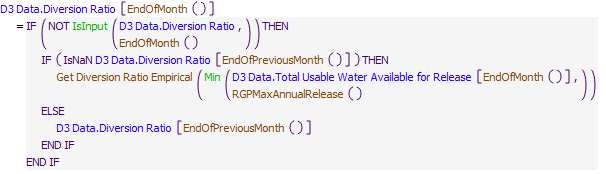 D3 Data.Diversion Ratio [EndOfMonth ()]
= IF (NOT IsInput (D3 Data.Diversion Ratio ,
EndOfMonth ()
)) THEN
IF (IsNaN D3 Data.Diversion Ratio [EndOfPreviousMonth ()]) THEN
Get Diversion Ratio Empirical (Min (D3 Data.Total Usable Water Available for Release [EndOfMonth ()] ,
RGPMaxAnnualRelease ()
))
ELSE
D3 Data.Diversion Ratio [EndOfPreviousMonth ()]
END IF
END IF